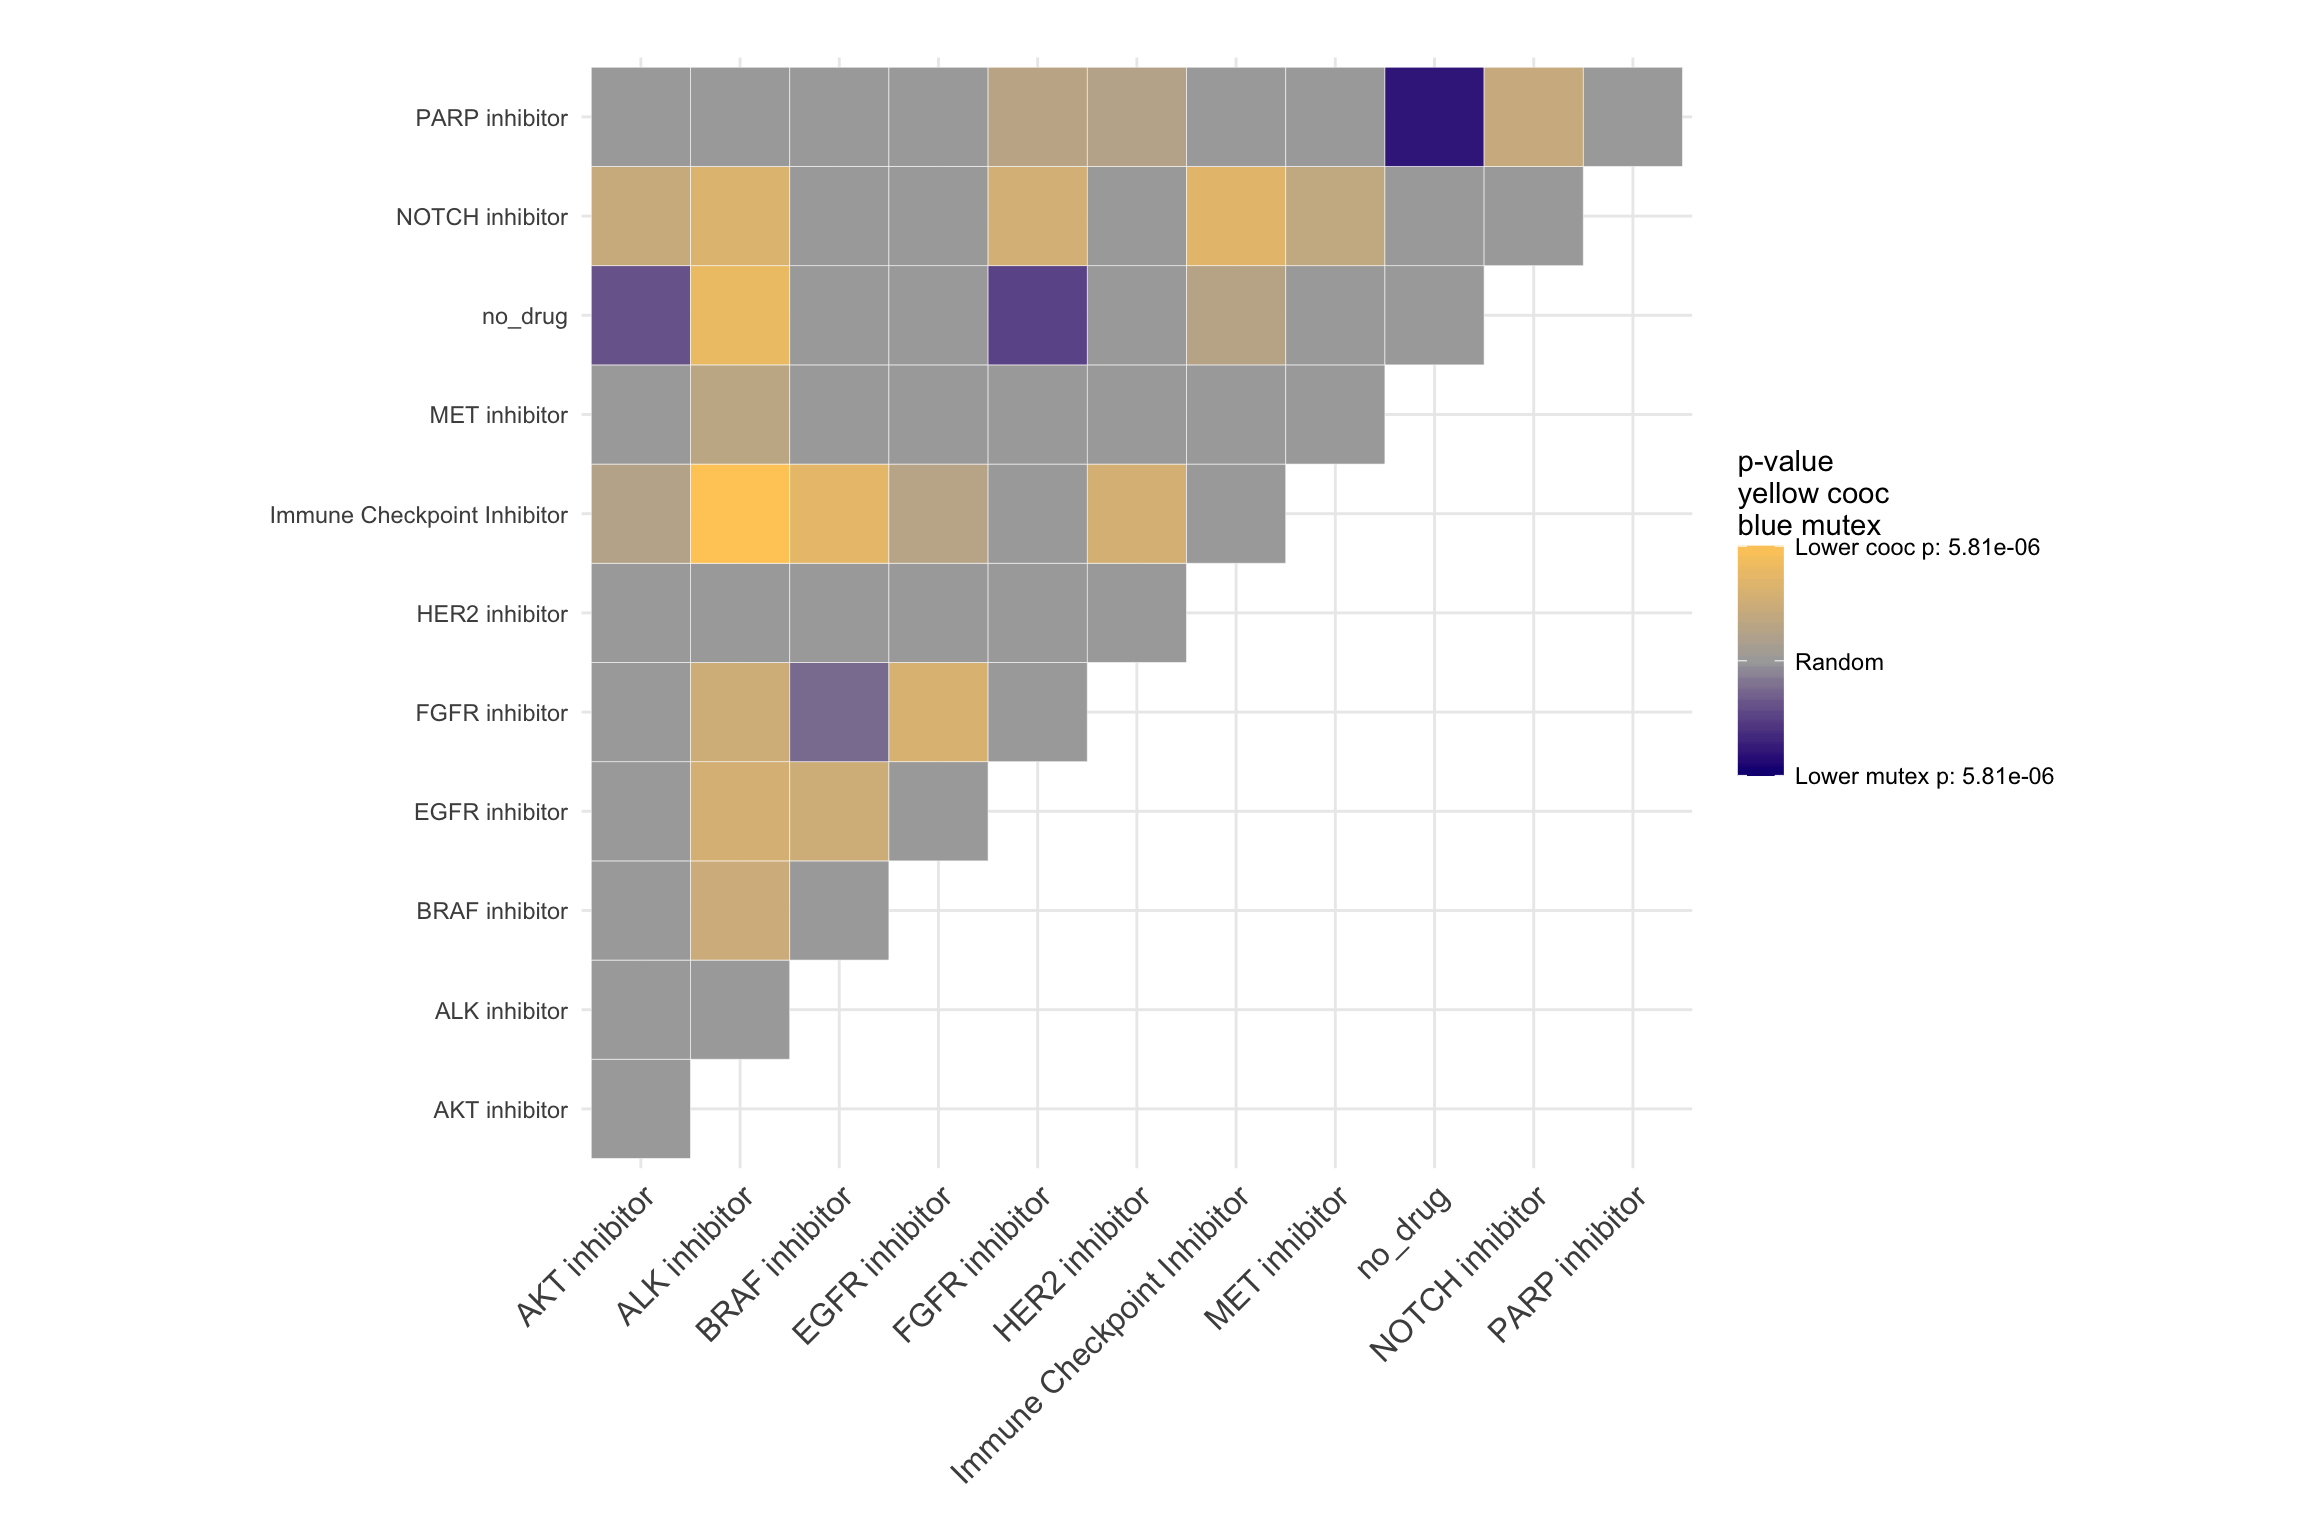 PARP inhibitor
NOTCH inhibitor
no_drug
MET inhibitor
Immune Checkpoint Inhibitor
HER2 inhibitor
FGFR inhibitor
EGFR inhibitor
BRAF inhibitor
ALK inhibitor
AKT inhibitor
AKT inhibitor
ALK inhibitor
BRAF inhibitor
EGFR inhibitor
FGFR inhibitor
HER2 inhibitor
Immune Checkpoint Inhibitor
MET inhibitor
no_drug
NOTCH inhibitor
PARP inhibitor
p-value
yellow cooc
blue mutex
Lower cooc p: 5.81e-06
Random
Lower mutex p: 5.81e-06